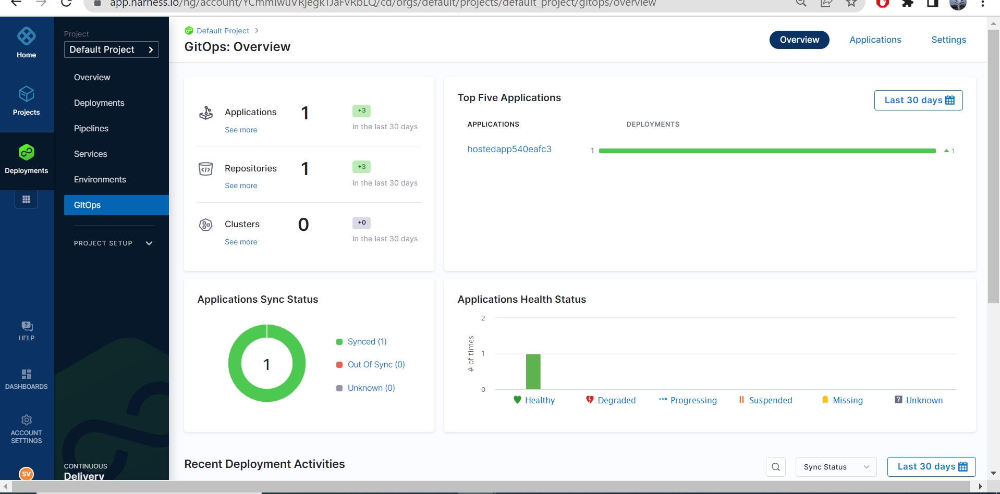 app.harness.io/ng/account/YCmmIwuVRjegkTJaFvRbLQ/cd/orgs/default/projects/default_project/gitops/overview
Home
Projects
Deployments
HELP
DASHBOARDS
ACCOUNT
SETTINGS
SV
Project
Default Project
Overview
Deployments
Pipelines
Services
Environments
GitOps
PROJECT SETUP
CONTINUOUS
Delivery
Default Project
GitOps: Overview
Overview
Applications
Settings
Applications
1
+3
See more
in the last 30 days
Repositories
1
+3
See more
in the last 30 days
Clusters
0
+0
See more
in the last 30 days
Top Five Applications
Last 30 days
APPLICATIONS
DEPLOYMENTS
hostedapp540eafc3
1
1
Applications Sync Status
1
Synced (1)
Out Of Sync (0)
Unknown (0)
Applications Health Status
# of times
2
1
0
Healthy
Degraded
Progressing
Suspended
Missing
Unknown
Recent Deployment Activities
Sync Status
Last 30 days